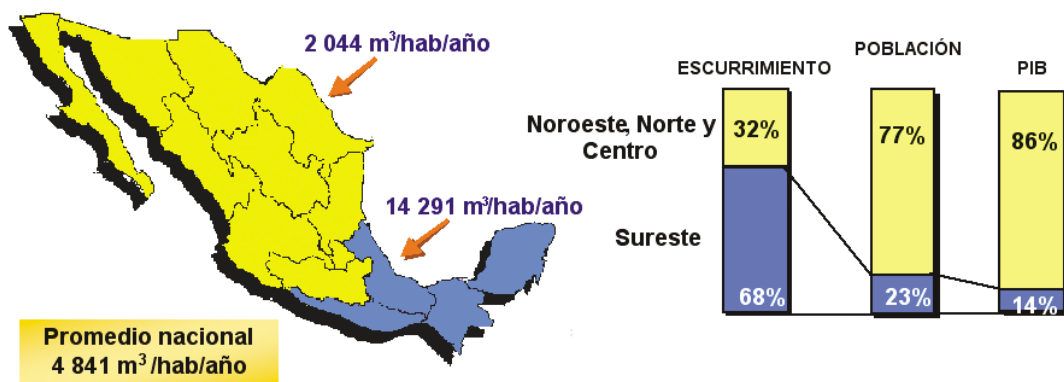 2 044 m³/hab/año
14 291 m³/hab/año
Promedio nacional
4 841 m³ /hab/año
ESCURRIMIENTO
POBLACIÓN
PIB
Noroeste, Norte y
Centro
32%
77%
86%
Sureste
68%
23%
14%